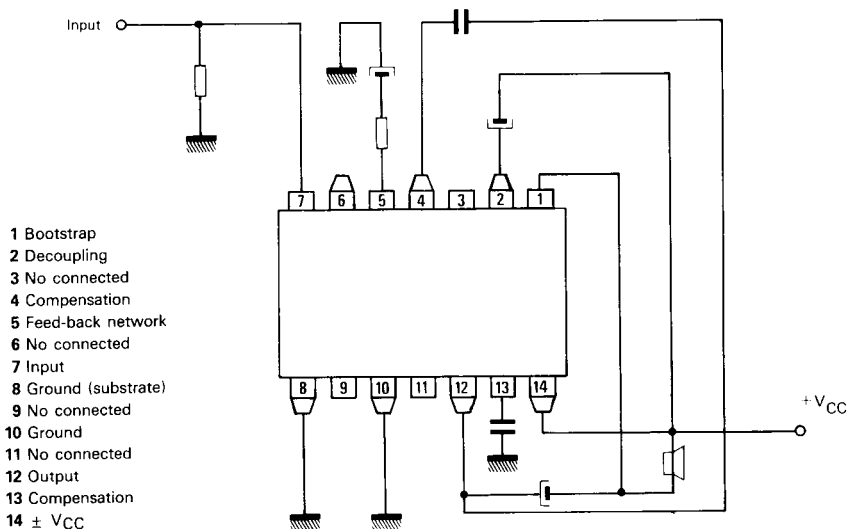 Input
7 6 5 4 3 2 1
1 Bootstrap
2 Decoupling
3 No connected
4 Compensation
5 Feed-back network
6 No connected
7 Input
8 Ground (substrate)
9 No connected
10 Ground
11 No connected
12 Output
13 Compensation
14 ± VCC
8 9 10 11 12 13 14
+VCC